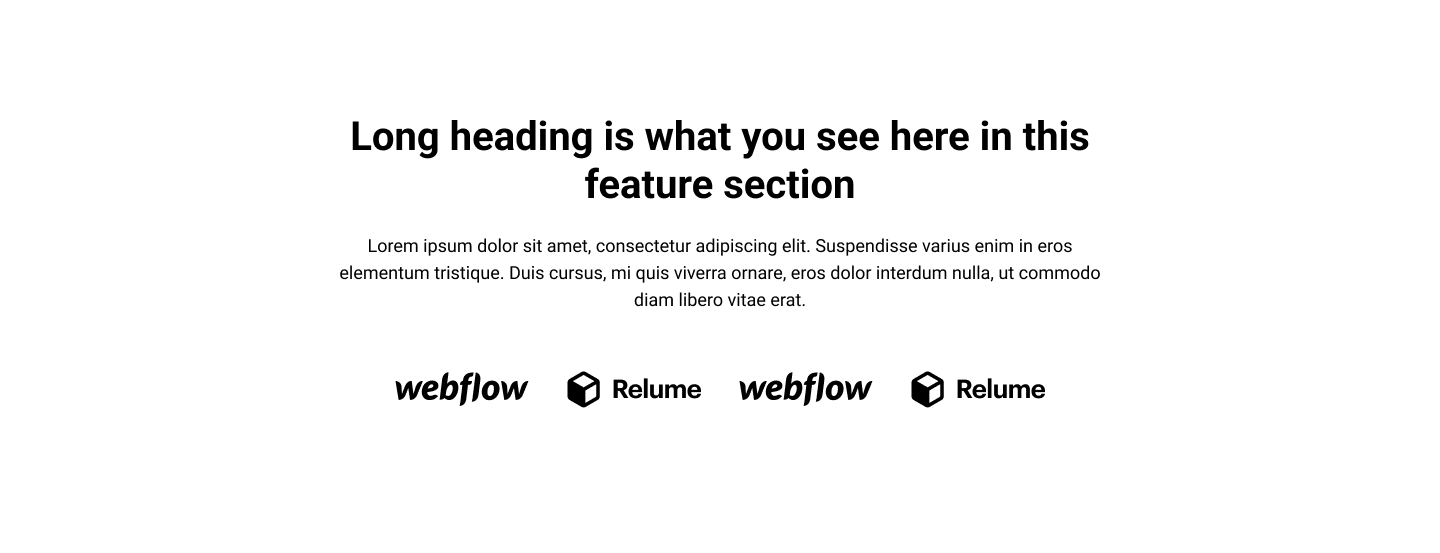 Long heading is what you see here in this
feature section
Lorem ipsum dolor sit amet, consectetur adipiscing elit. Suspendisse varius enim in eros
elementum tristique. Duis cursus, mi quis viverra ornare, eros dolor interdum nulla, ut commodo
diam libero vitae erat.
webflow Relume webflow Relume